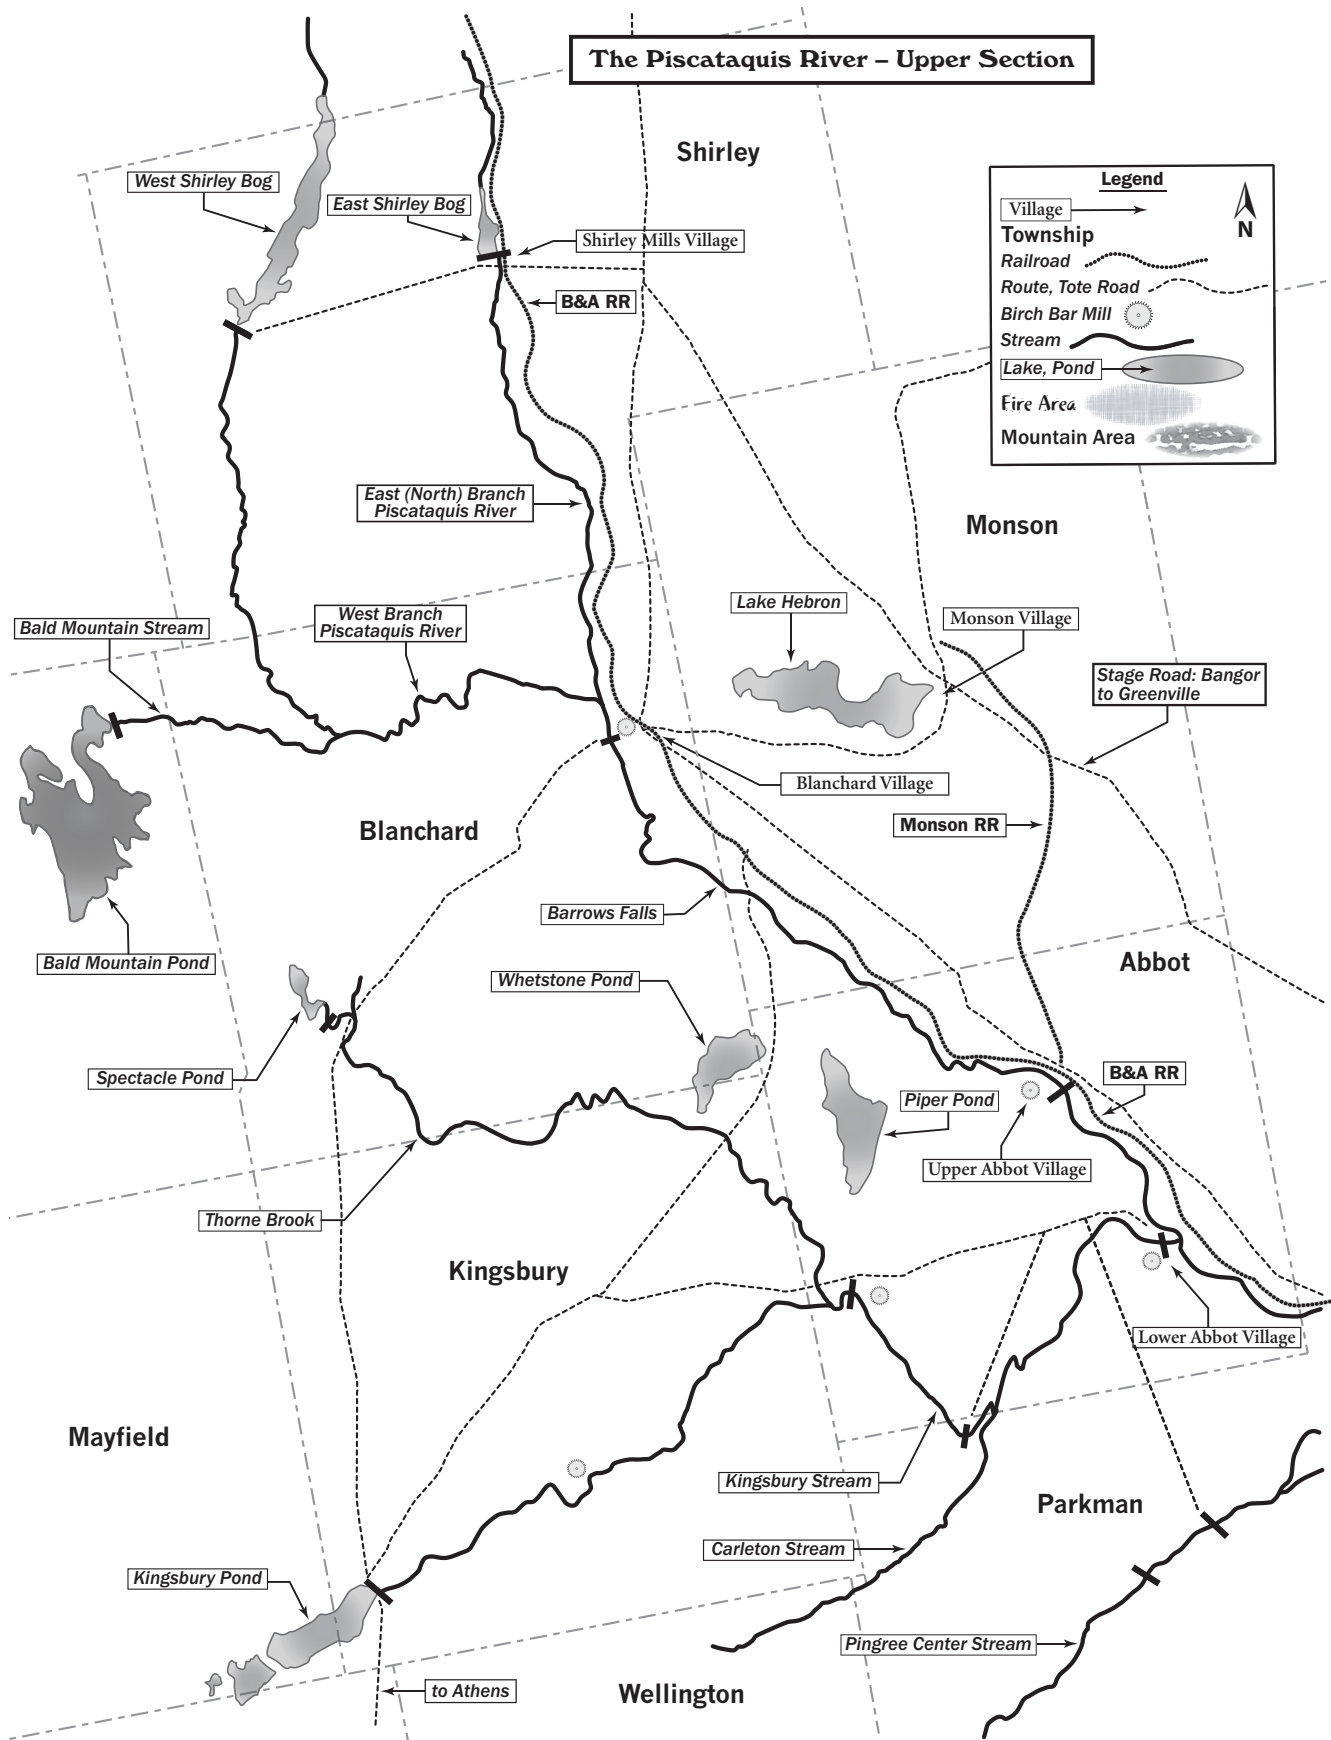 The Piscataquis River – Upper Section
Shirley
West Shirley Bog
East Shirley Bog
Shirley Mills Village
B&A RR
Legend
Village
N
Township
Railroad
Route, Tote Road
Birch Bar Mill
Stream
Lake, Pond
Fire Area
Mountain Area
East (North) Branch
Piscataquis River
Monson
Lake Hebron
Monson Village
West Branch
Piscataquis River
Bald Mountain Stream
Stage Road: Bangor
to Greenville
Blanchard Village
Blanchard
Monson RR
Barrows Falls
Bald Mountain Pond
Abbot
Whetstone Pond
Spectacle Pond
B&A RR
Piper Pond
Upper Abbot Village
Thorne Brook
Kingsbury
Lower Abbot Village
Mayfield
Kingsbury Stream
Parkman
Carleton Stream
Kingsbury Pond
Pingree Center Stream
to Athens
Wellington